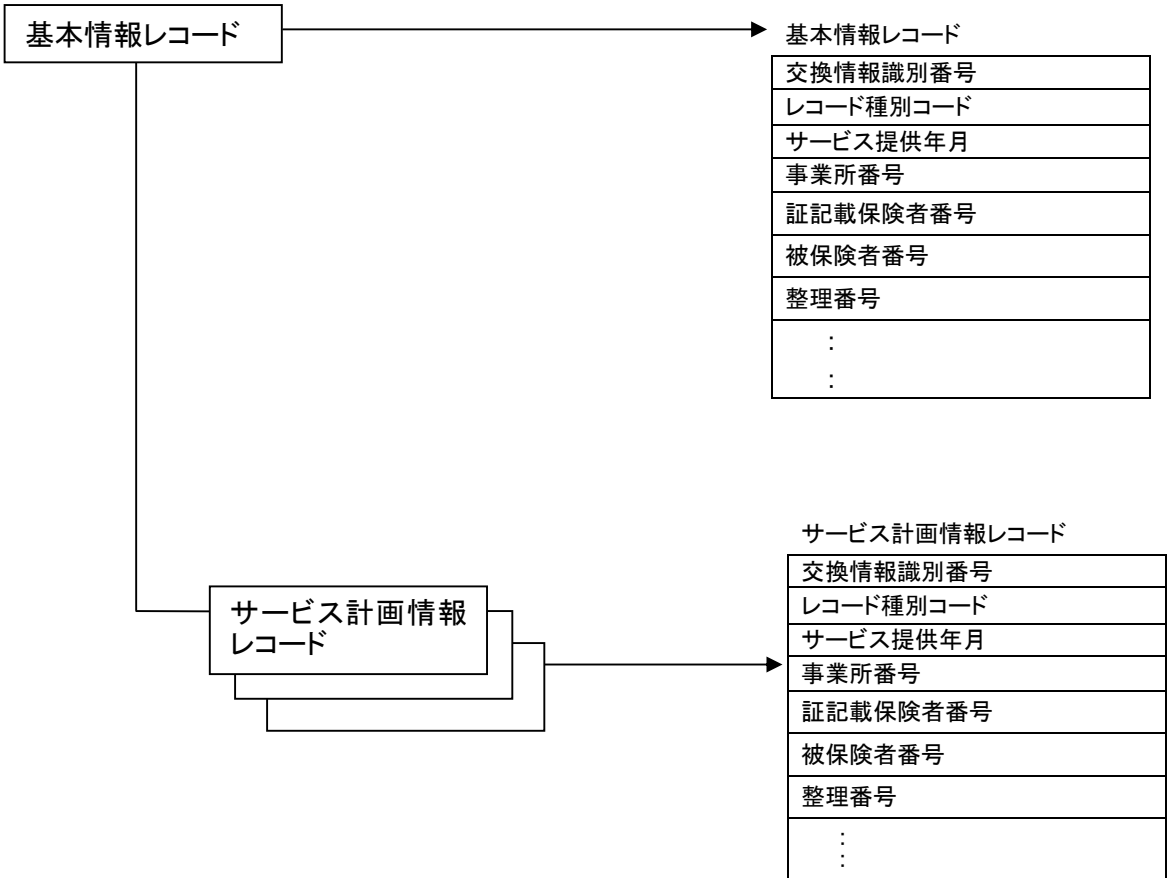 基本情報レコード
基本情報レコード
交換情報識別番号
レコード種別コード
サービス提供年月
事業所番号
証記載保険者番号
被保険者番号
整理番号
:
:
サービス計画情報
レコード
サービス計画情報レコード
交換情報識別番号
レコード種別コード
サービス提供年月
事業所番号
証記載保険者番号
被保険者番号
整理番号
:
: